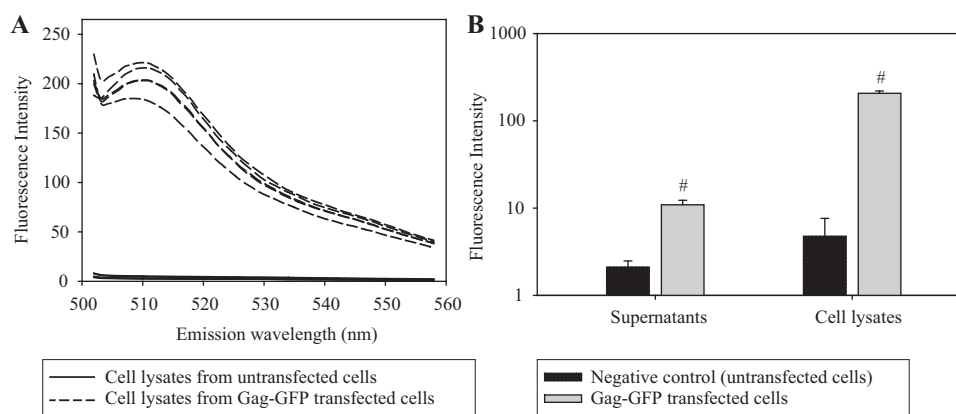 A
Fluorescence Intensity
300
250
200
150
100
50
0
500 510 520 530 540 550 560
Emission wavelength (nm)
Cell lysates from untransfected cells
Cell lysates from Gag-GFP transfected cells
B
Fluorescence Intensity
1000
100
10
1
#
#
Supernatants Cell lysates
Negative control (untransfected cells)
Gag-GFP transfected cells